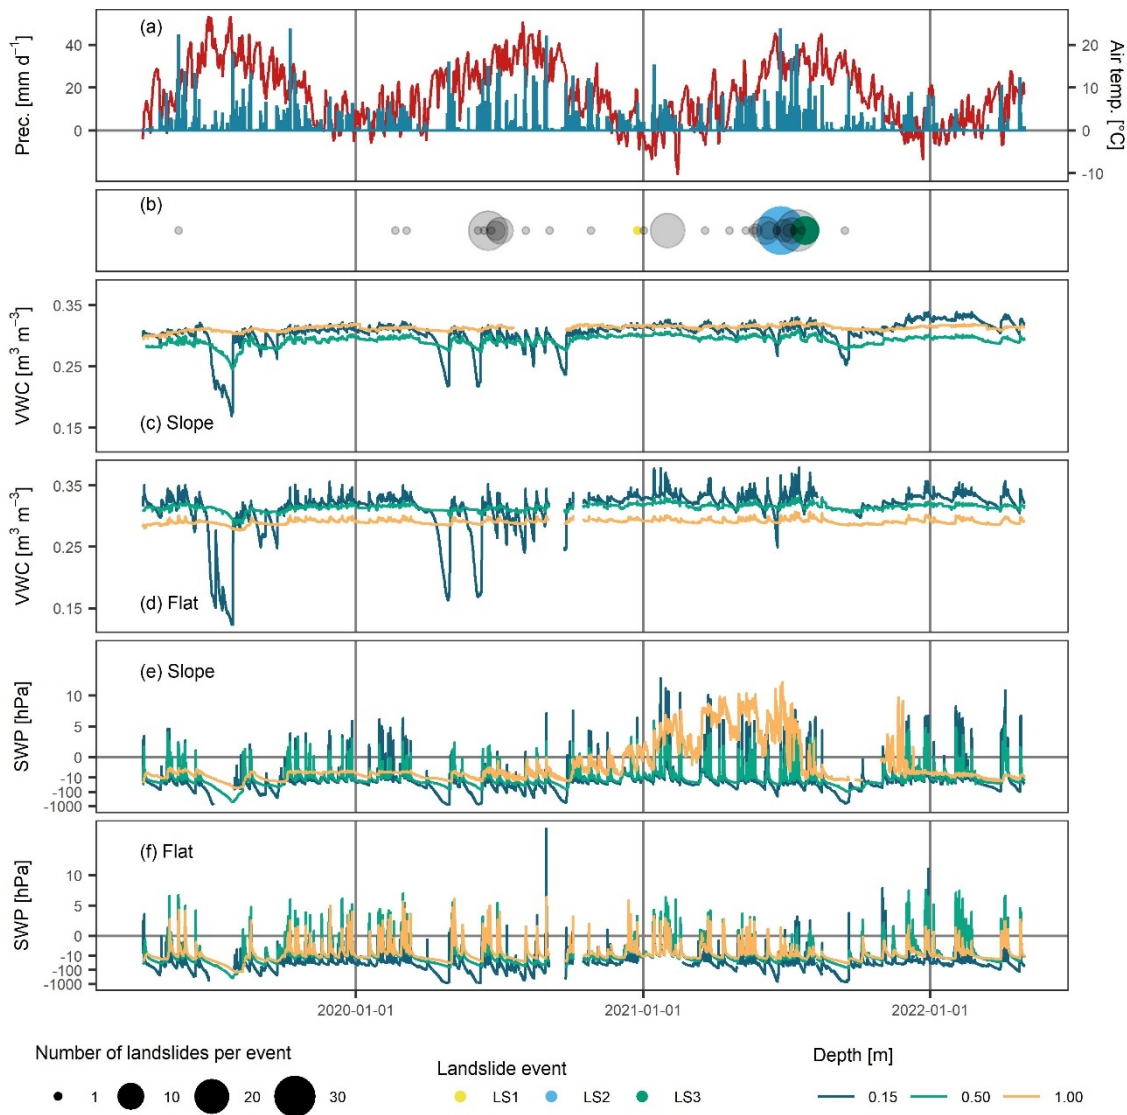 (a)
Prec. [mm d⁻¹]
40
20
0
20
10
0
-10
Air temp. [°C]
(b)
VWC [m³ m⁻³]
0.35
0.25
0.15
(c) Slope
VWC [m³ m⁻³]
0.35
0.25
0.15
(d) Flat
(e) Slope
SWP [hPa]
10
5
0
-10
-100
-1000
(f) Flat
SWP [hPa]
10
5
0
-10
-100
-1000
2020-01-01 2021-01-01 2022-01-01
Number of landslides per event
1 10 20 30
Landslide event
LS1 LS2 LS3
Depth [m]
0.15 0.50 1.00